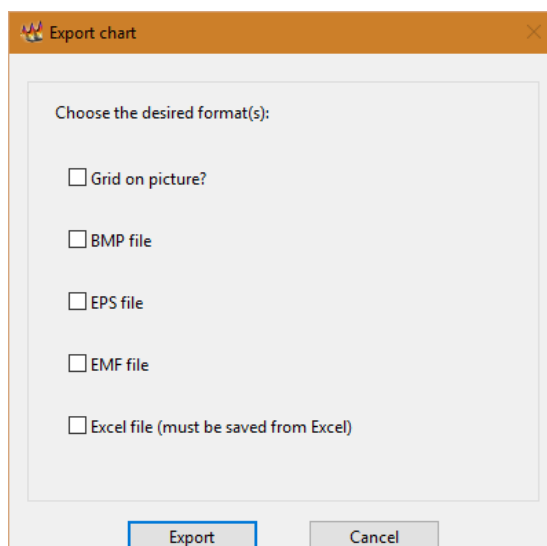 Export chart
Choose the desired format(s):
Grid on picture?
BMP file
EPS file
EMF file
Excel file (must be saved from Excel)
Export
Cancel